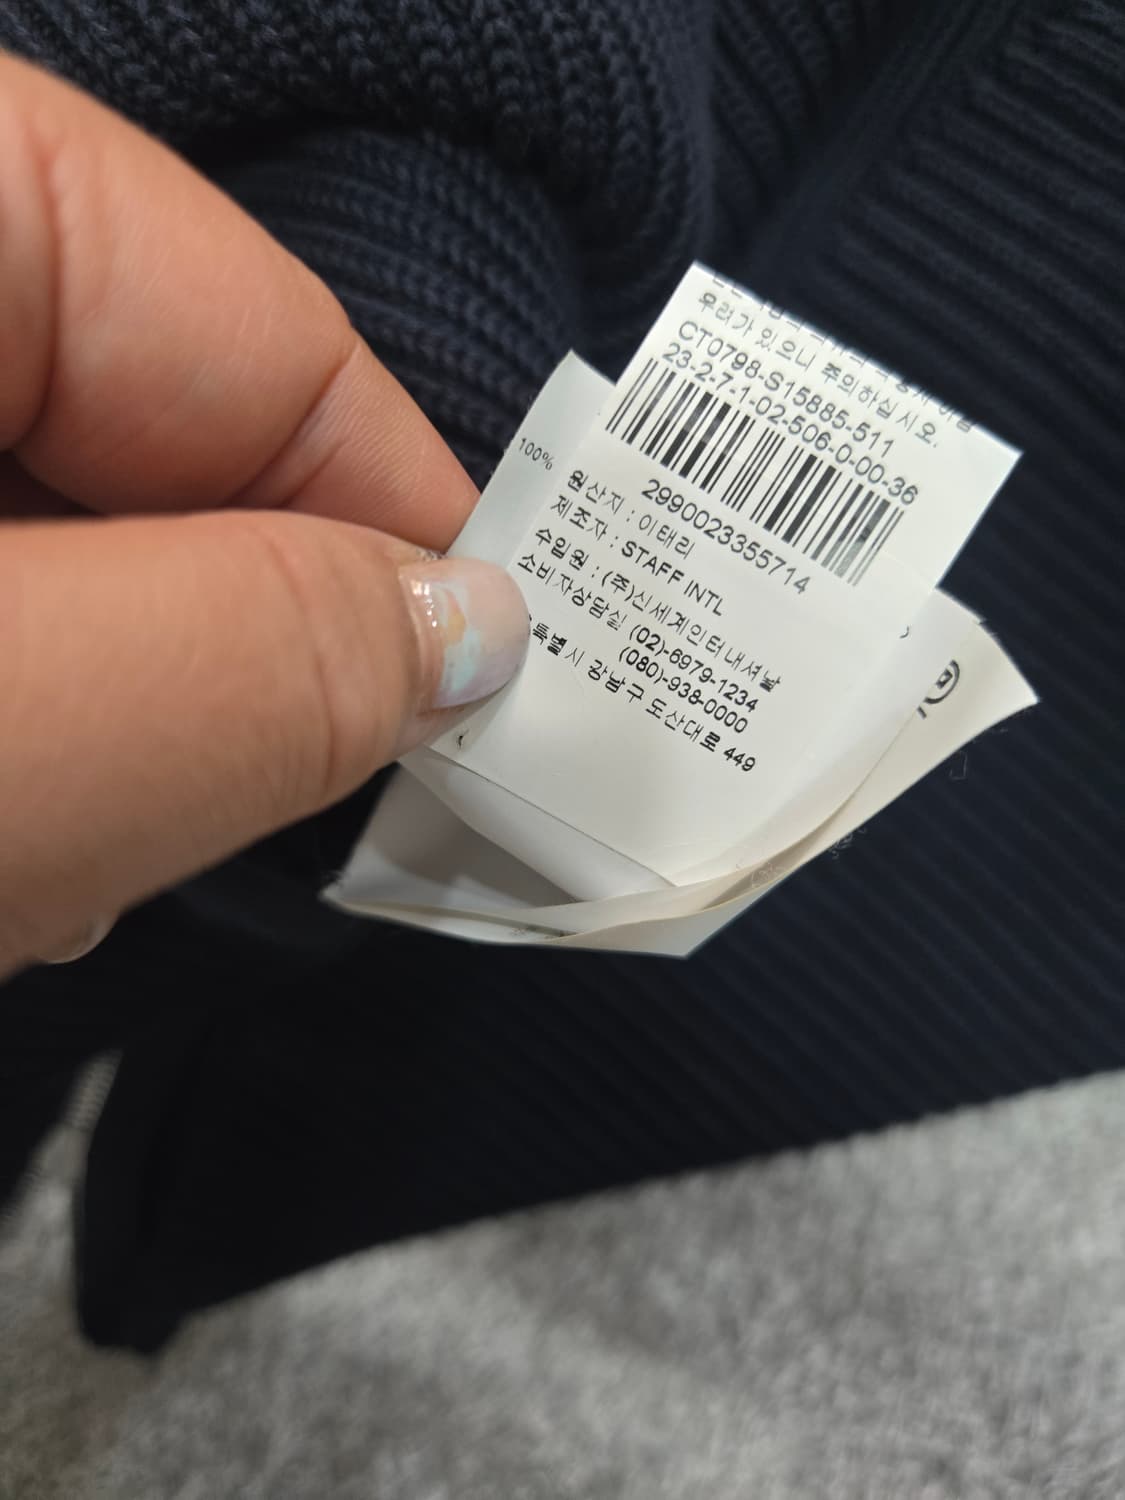 우려가 있으니 주의하십시오.
CT0798-S15885-511
23-2-7-1-02-506-0-00-36
2990023355714
원산지 : 이태리
제조자 : STAFF INTL
수입원 : (주)신세계인터내셔날
소비자상담실 (02)-6979-1234
(080)-938-0000
특별시 강남구 도산대로 449
100%